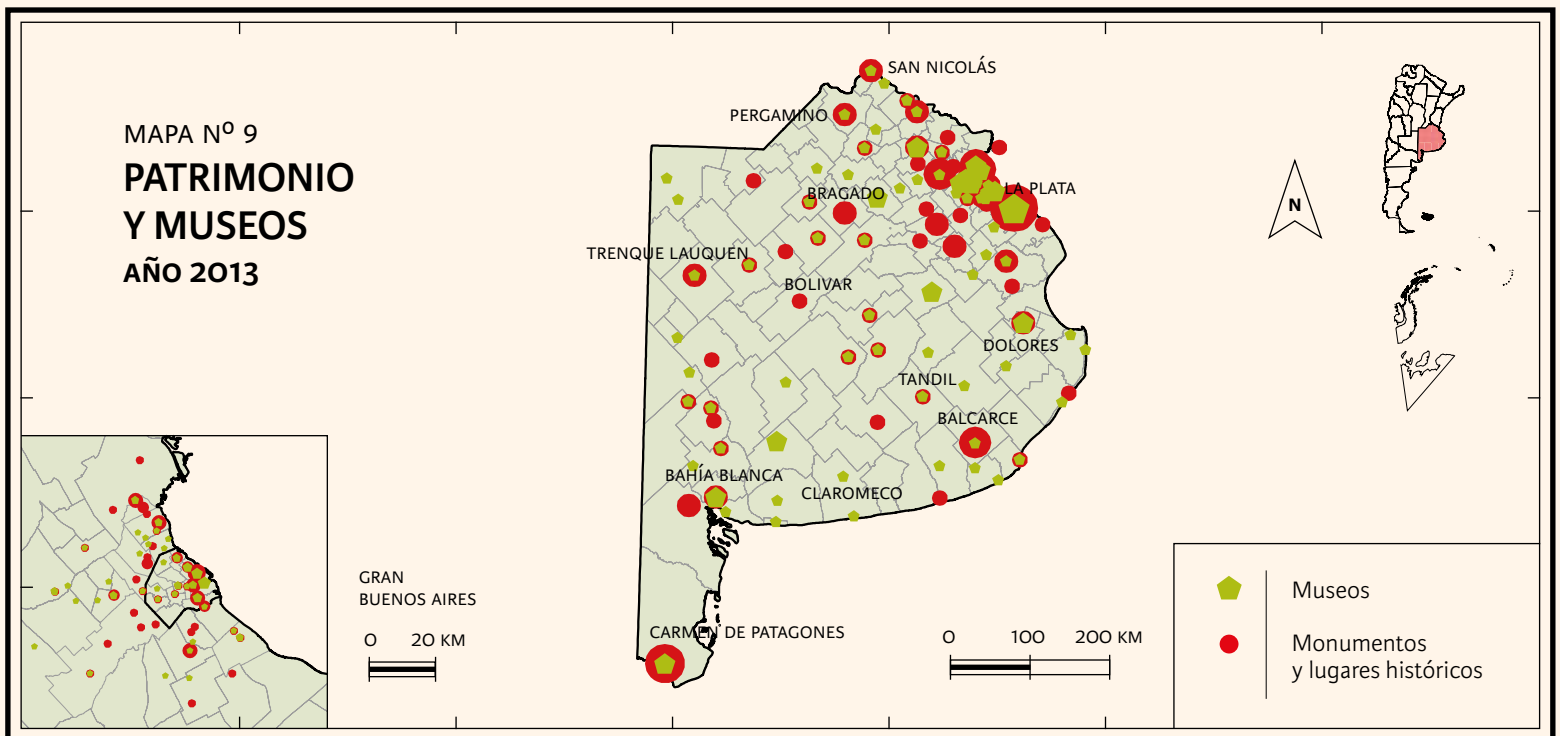 MAPA Nº 9
PATRIMONIO
Y MUSEOS
AÑO 2013
SAN NICOLÁS
PERGAMINO
BRAGADO
LA PLATA
TRENQUE LAUQUEN
BOLIVAR
DOLORES
TANDIL
BALCARCE
BAHÍA BLANCA
CLAROMECO
CARMEN DE PATAGONES
N
GRAN
BUENOS AIRES
0 20 KM
0 100 200 KM
Museos
Monumentos
y lugares históricos